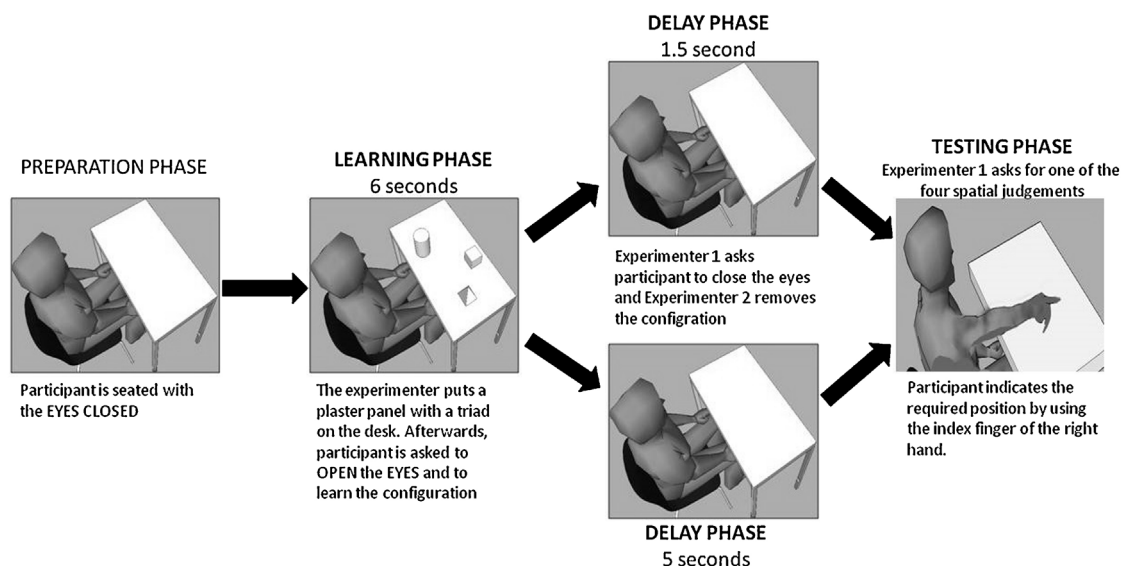 PREPARATION PHASE
Participant is seated with
the EYES CLOSED
LEARNING PHASE
6 seconds
The experimenter puts a
plaster panel with a triad
on the desk. Afterwards,
participant is asked to
OPEN the EYES and to
learn the configuration
DELAY PHASE
1.5 second
Experimenter 1 asks
participant to close the eyes
and Experimenter 2 removes
the configration
DELAY PHASE
5 seconds
TESTING PHASE
Experimenter 1 asks for one of the
four spatial judgements
Participant indicates the
required position by using
the index finger of the right
hand.